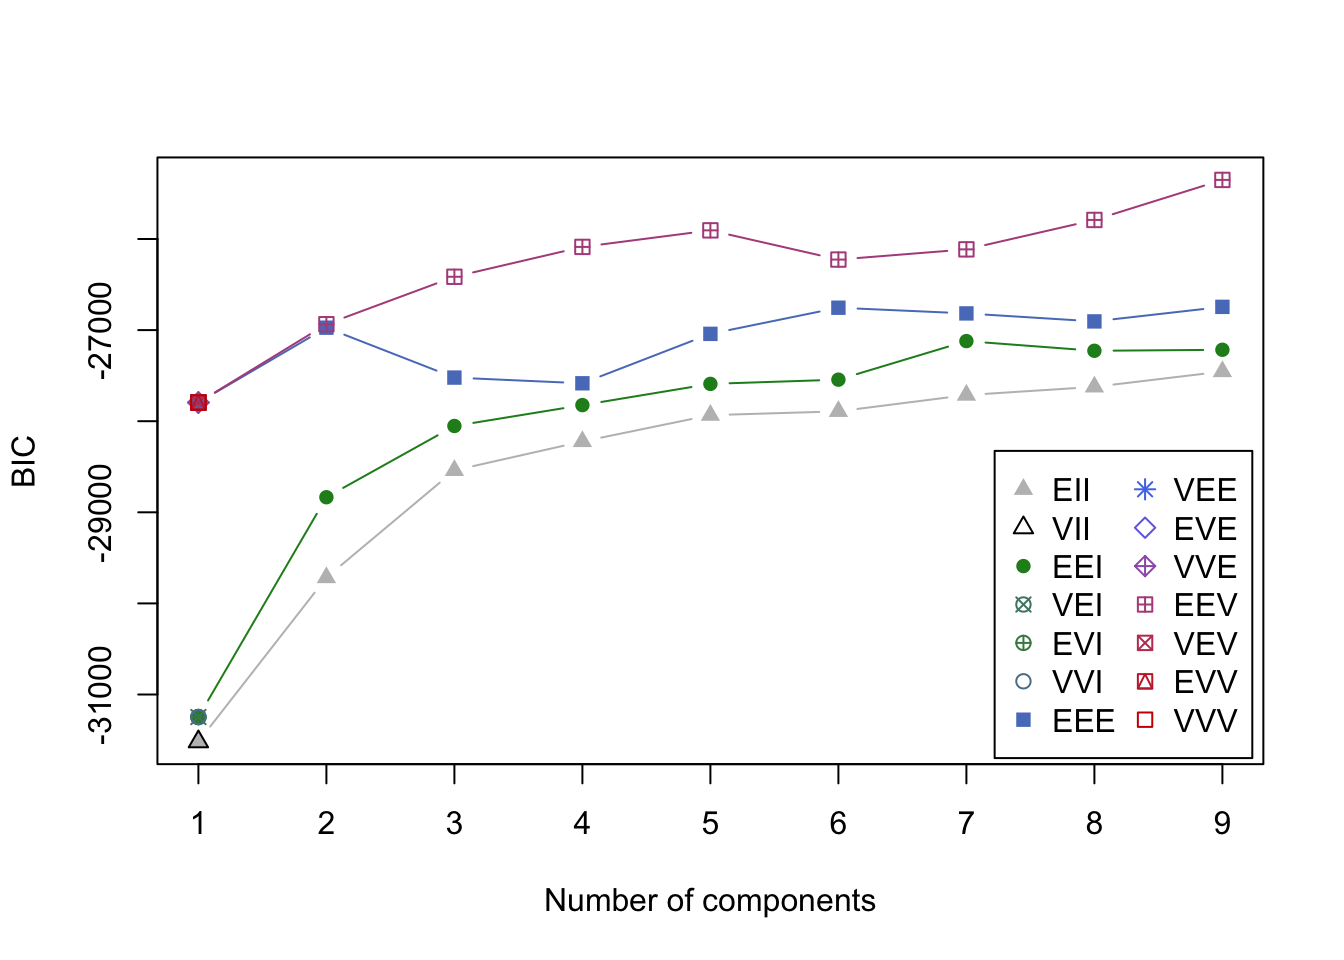 BIC
-27000
-29000
-31000
EII VEE
VII EVE
EEI VVE
VEI EEV
EVI VEV
VVI EVV
EEE VVV
1 2 3 4 5 6 7 8 9
Number of components